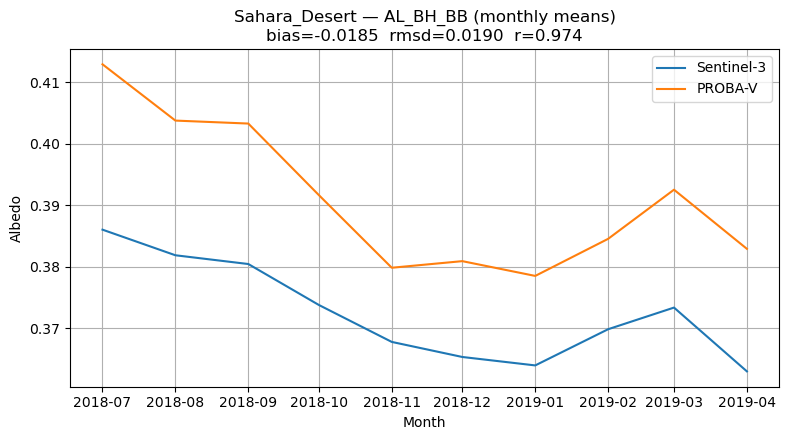 Sahara_Desert — AL_BH_BB (monthly means)
bias=-0.0185  rmsd=0.0190  r=0.974
Sentinel-3
PROBA-V
0.41
0.40
0.39
0.38
0.37
Albedo
2018-07 2018-08 2018-09 2018-10 2018-11 2018-12 2019-01 2019-02 2019-03 2019-04
Month